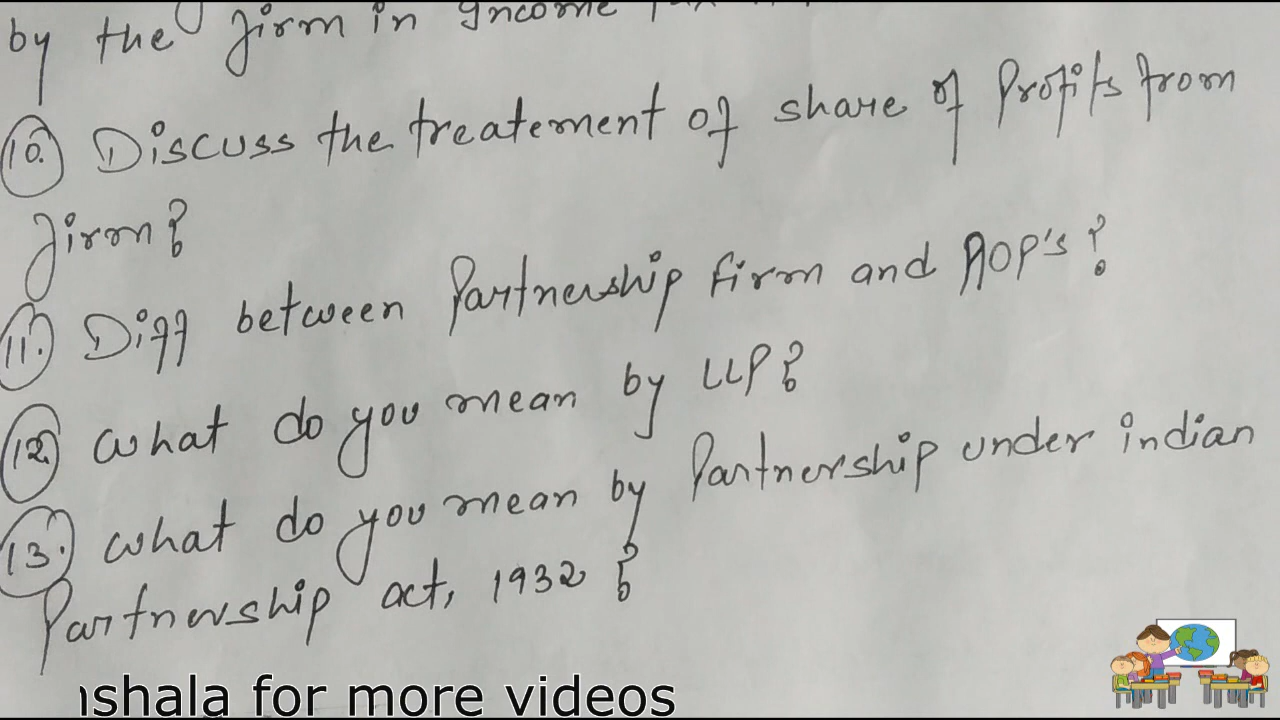 by the firm in Income
10. Discuss the treatement of share of Profits from
firm?
11. Diff between Partnership firm and AOP's?
12. What do you mean by LLP?
13. What do you mean by Partnership under indian
Partnership act, 1932?
shala for more videos